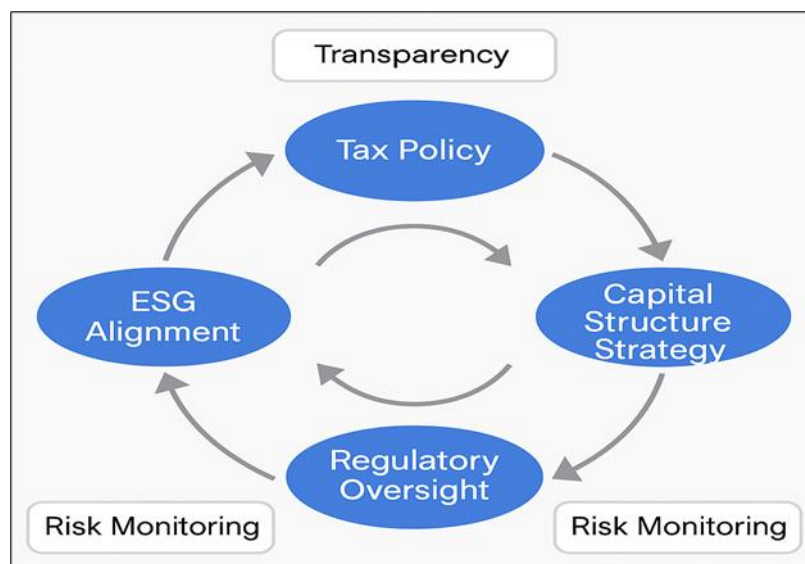 Transparency
Tax Policy
ESG
Alignment
Capital
Structure
Strategy
Regulatory
Oversight
Risk Monitoring
Risk Monitoring